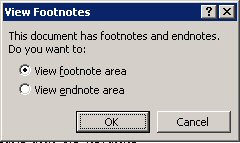 View Footnotes
This document has footnotes and endnotes.
Do you want to:
View footnote area
View endnote area
OK Cancel